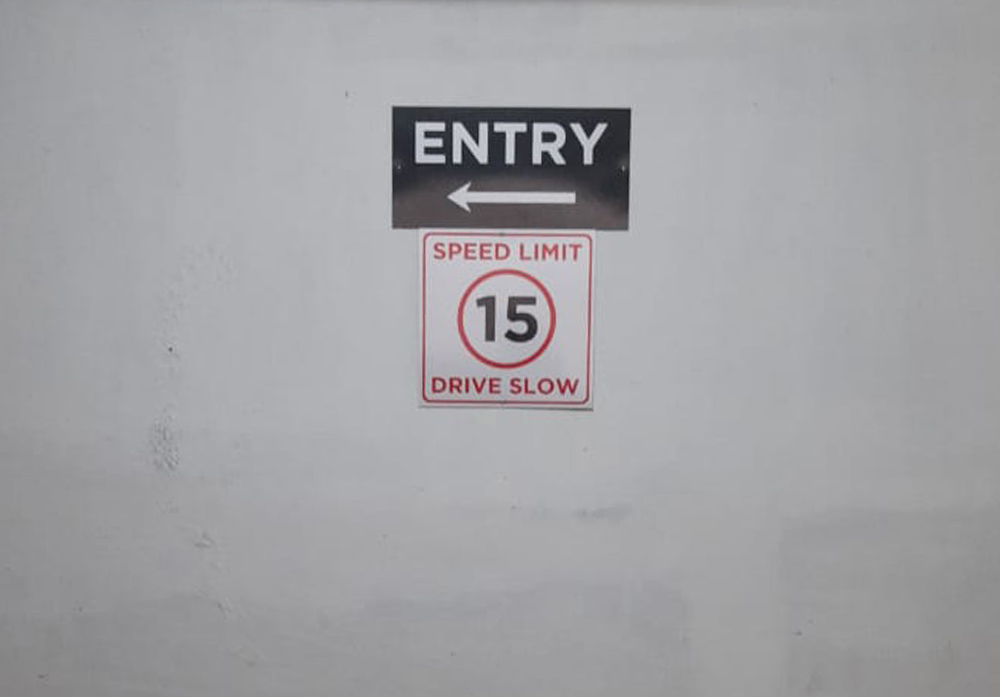 ENTRY
SPEED LIMIT
15
DRIVE SLOW